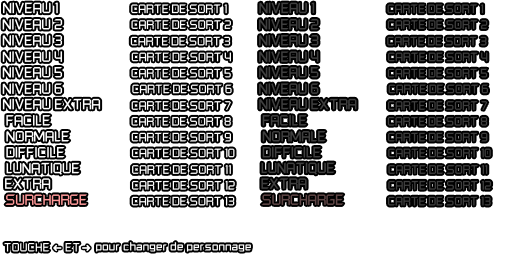 NIVEAU 1 CARTE DE SORT 1 NIVEAU 1 CARTE DE SORT 1
NIVEAU 2 CARTE DE SORT 2 NIVEAU 2 CARTE DE SORT 2
NIVEAU 3 CARTE DE SORT 3 NIVEAU 3 CARTE DE SORT 3
NIVEAU 4 CARTE DE SORT 4 NIVEAU 4 CARTE DE SORT 4
NIVEAU 5 CARTE DE SORT 5 NIVEAU 5 CARTE DE SORT 5
NIVEAU 6 CARTE DE SORT 6 NIVEAU 6 CARTE DE SORT 6
NIVEAU EXTRA CARTE DE SORT 7 NIVEAU EXTRA CARTE DE SORT 7
FACILE CARTE DE SORT 8 FACILE CARTE DE SORT 8
NORMALE CARTE DE SORT 9 NORMALE CARTE DE SORT 9
DIFFICILE CARTE DE SORT 10 DIFFICILE CARTE DE SORT 10
LUNATIQUE CARTE DE SORT 11 LUNATIQUE CARTE DE SORT 11
EXTRA CARTE DE SORT 12 EXTRA CARTE DE SORT 12
SURCHARGE CARTE DE SORT 13 SURCHARGE CARTE DE SORT 13
TOUCHE ← ET → pour changer de personnage